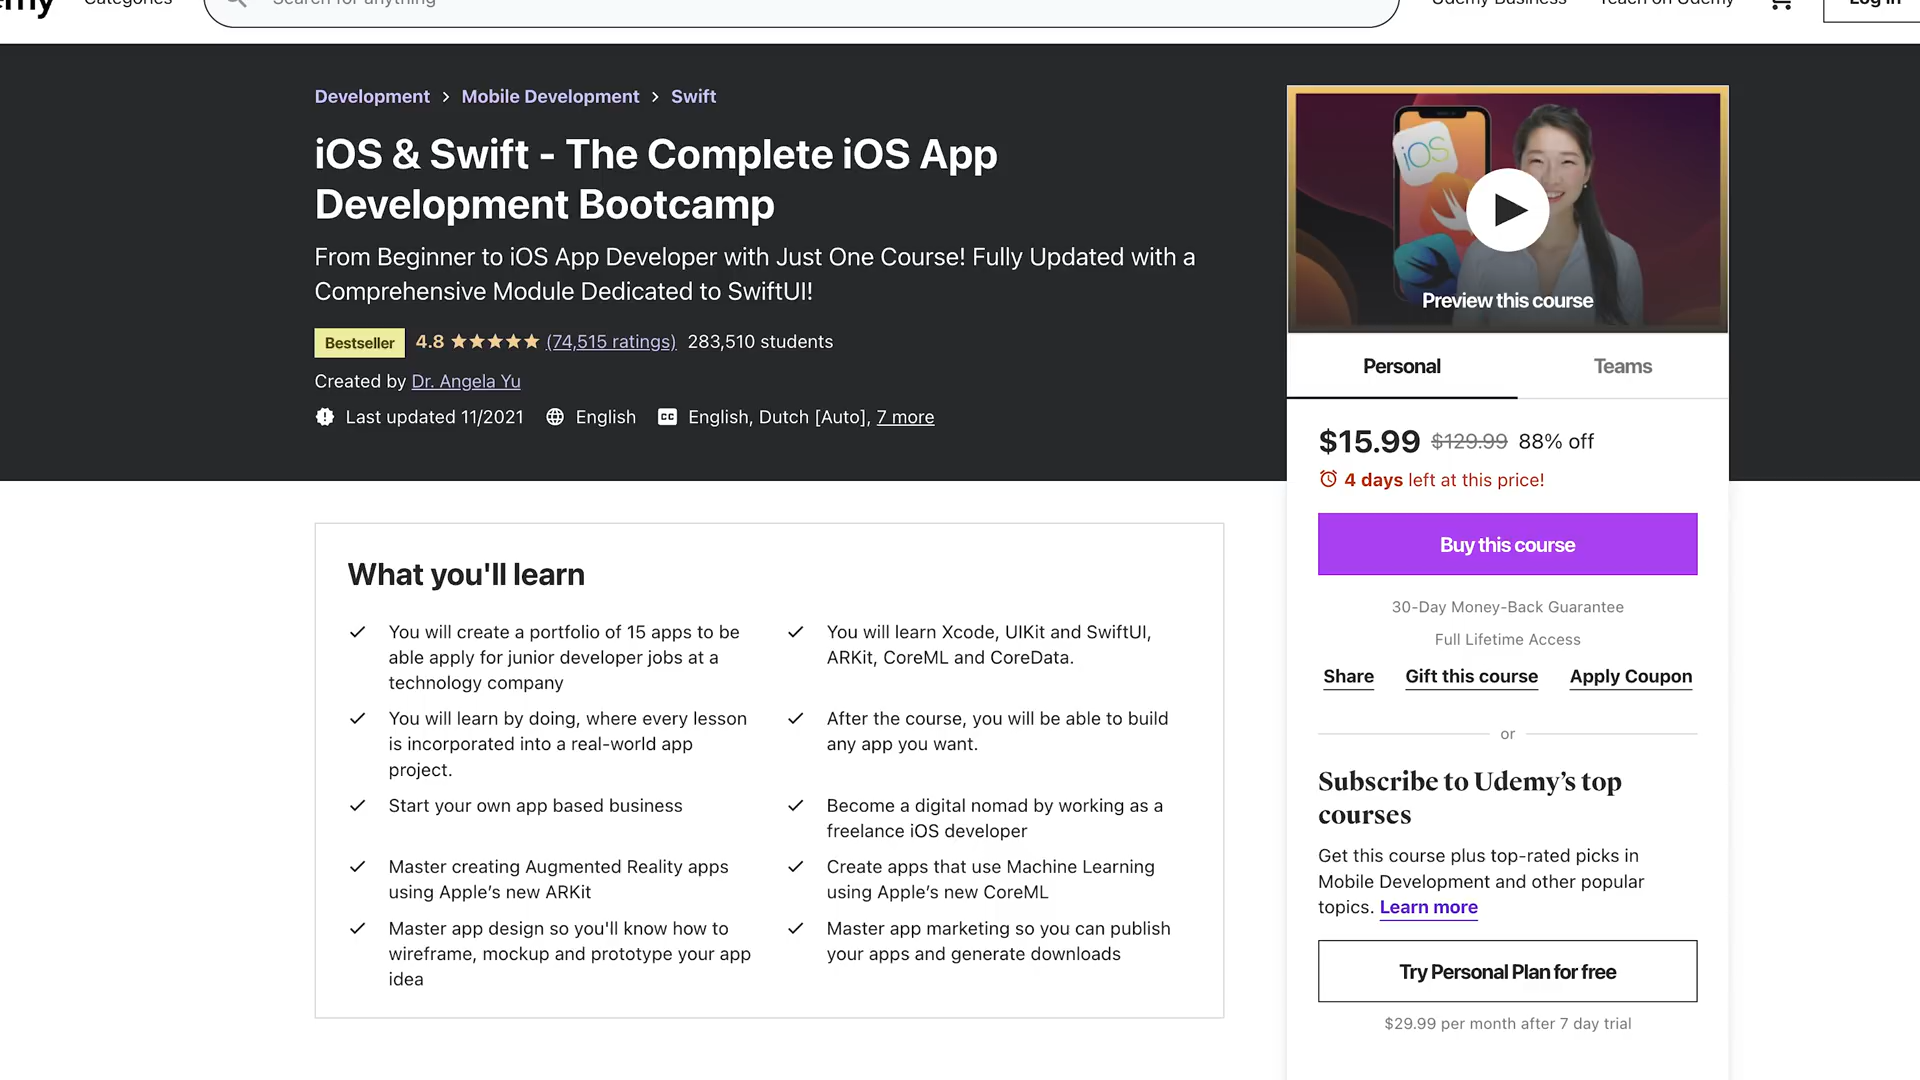 Categories
Search for anything
Udemy Business
Teach on Udemy
Log in
Development > Mobile Development > Swift
iOS & Swift - The Complete iOS App
Development Bootcamp
From Beginner to iOS App Developer with Just One Course! Fully Updated with a
Comprehensive Module Dedicated to SwiftUI!
Bestseller 4.8 (74,515 ratings) 283,510 students
Created by Dr. Angela Yu
Last updated 11/2021 English CC English, Dutch [Auto], 7 more
iOS
Preview this course
Personal
Teams
$15.99 $129.99 88% off
4 days left at this price!
Buy this course
30-Day Money-Back Guarantee
Full Lifetime Access
Share Gift this course Apply Coupon
or
Subscribe to Udemy’s top
courses
Get this course plus top-rated picks in
Mobile Development and other popular
topics. Learn more
Try Personal Plan for free
$29.99 per month after 7 day trial
What you'll learn
You will create a portfolio of 15 apps to be
able apply for junior developer jobs at a
technology company
You will learn Xcode, UIKit and SwiftUI,
ARKit, CoreML and CoreData.
You will learn by doing, where every lesson
is incorporated into a real-world app
project.
After the course, you will be able to build
any app you want.
Start your own app based business
Become a digital nomad by working as a
freelance iOS developer
Master creating Augmented Reality apps
using Apple’s new ARKit
Create apps that use Machine Learning
using Apple’s new CoreML
Master app design so you'll know how to
wireframe, mockup and prototype your app
idea
Master app marketing so you can publish
your apps and generate downloads